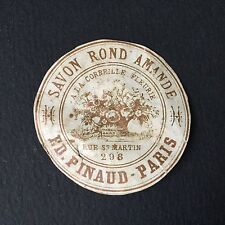 SAVON ROND AMANDE
A LA CORBEILLE FLEURIE
RUE ST MARTIN
298
ED. PINAUD - PARIS